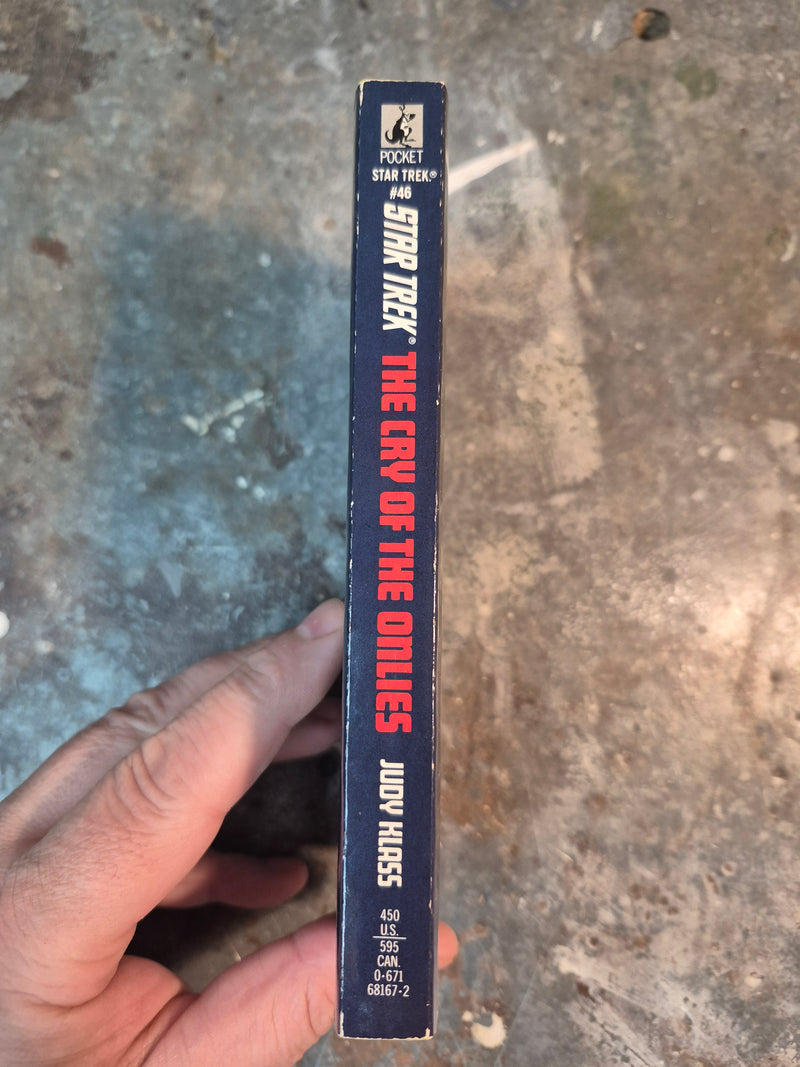 POCKET
STAR TREK®
#46
STAR TREK®
THE CRY OF THE ONLIES
JUDY KLASS
450
U.S.
595
CAN.
0-671
68167-2